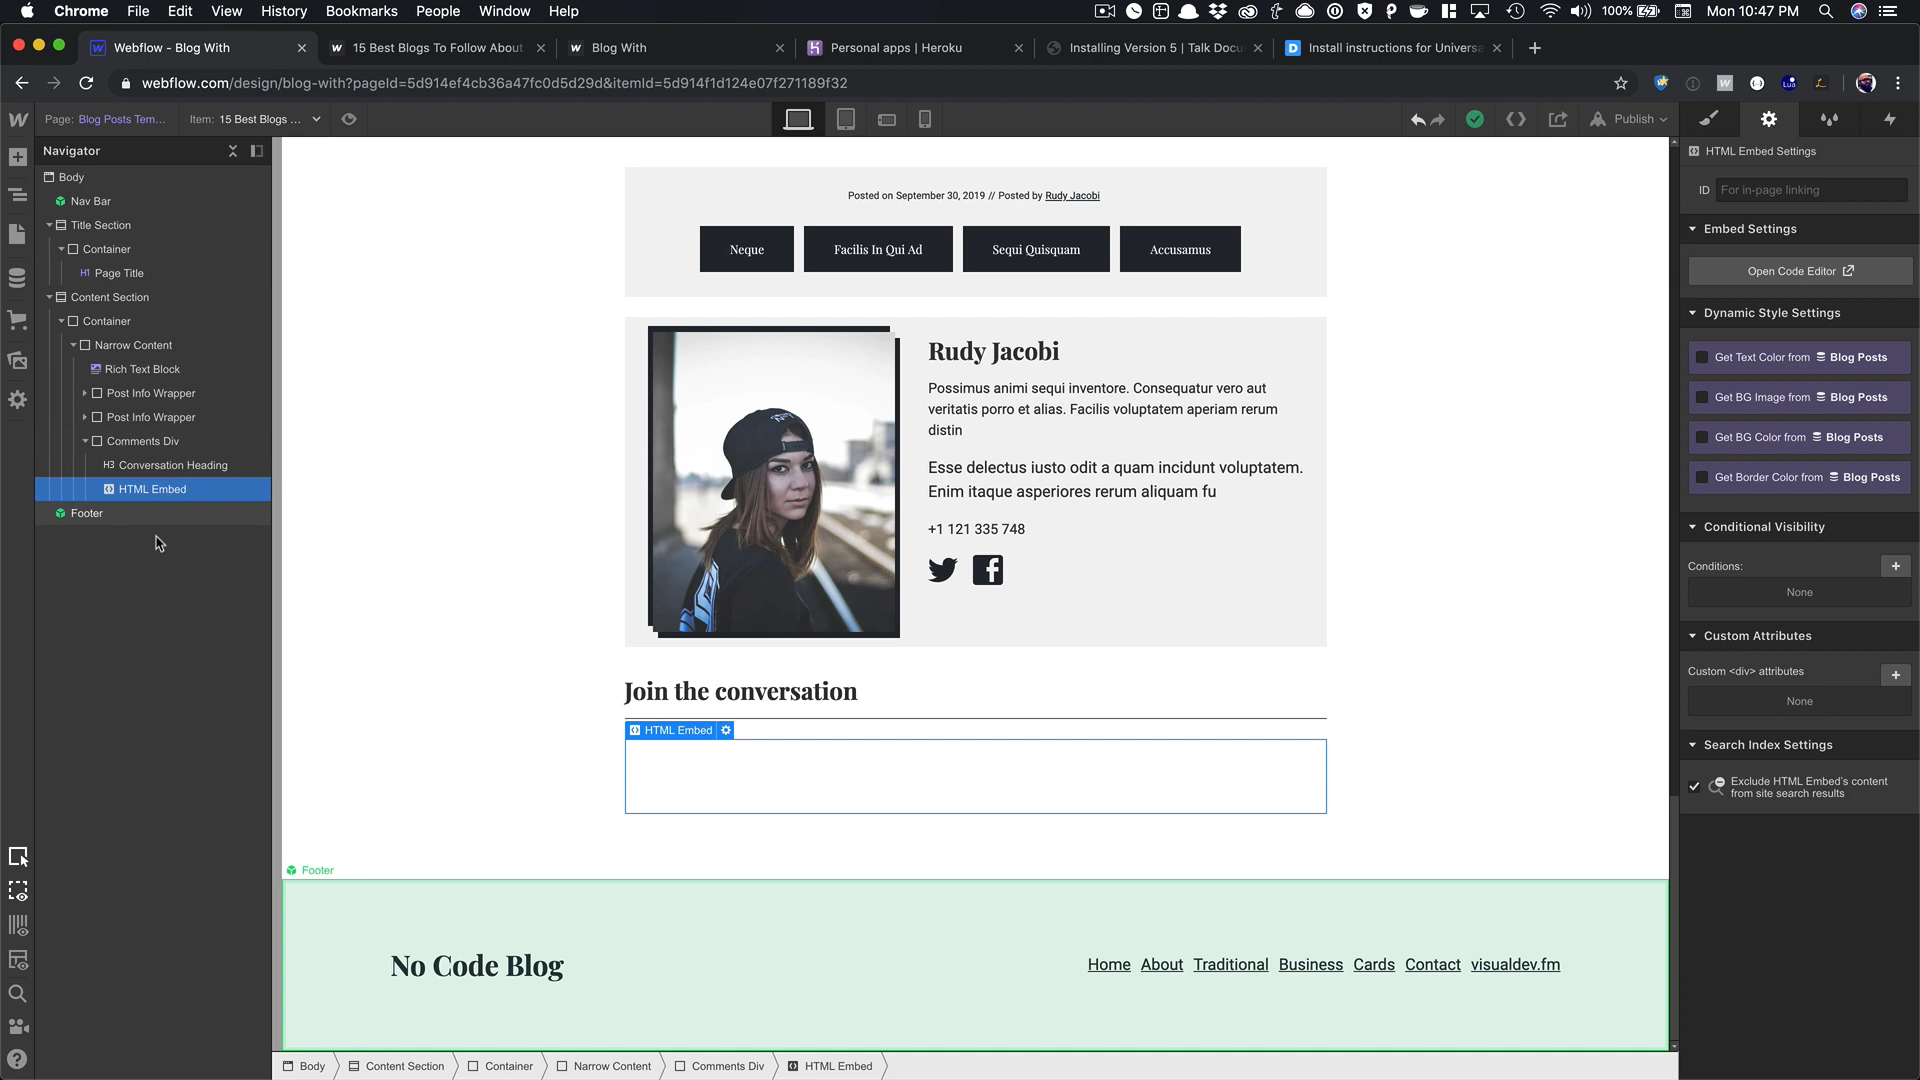 Chrome File Edit View History Bookmarks People Window Help
100% Mon 10:47 PM
Webflow - Blog With
15 Best Blogs To Follow About
Blog With
Personal apps | Heroku
Installing Version 5 | Talk Docu
Install instructions for Universa
webflow.com/design/blog-with?pageId=5d914ef4cb36a47fc0d5d29d&itemId=5d914f1d124e07f271189f32
Page: Blog Posts Tem...
Item: 15 Best Blogs ...
Publish
Navigator
Body
Nav Bar
Title Section
Container
H1 Page Title
Content Section
Container
Narrow Content
Rich Text Block
Post Info Wrapper
Post Info Wrapper
Comments Div
H3 Conversation Heading
HTML Embed
Footer
Posted on September 30, 2019 // Posted by Rudy Jacobi
Neque
Facilis In Qui Ad
Sequi Quisquam
Accusamus
Rudy Jacobi
Possimus animi sequi inventore. Consequatur vero aut
veritatis porro et alias. Facilis voluptatem aperiam rerum
distin
Esse delectus iusto odit a quam incidunt voluptatem.
Enim itaque asperiores rerum aliquam fu
+1 121 335 748
Join the conversation
HTML Embed
Footer
No Code Blog
Home About Traditional Business Cards Contact visualdev.fm
Body
Content Section
Container
Narrow Content
Comments Div
HTML Embed
HTML Embed Settings
ID For in-page linking
Embed Settings
Open Code Editor
Dynamic Style Settings
Get Text Color from Blog Posts
Get BG Image from Blog Posts
Get BG Color from Blog Posts
Get Border Color from Blog Posts
Conditional Visibility
Conditions:
None
Custom Attributes
Custom <div> attributes
None
Search Index Settings
Exclude HTML Embed's content
from site search results